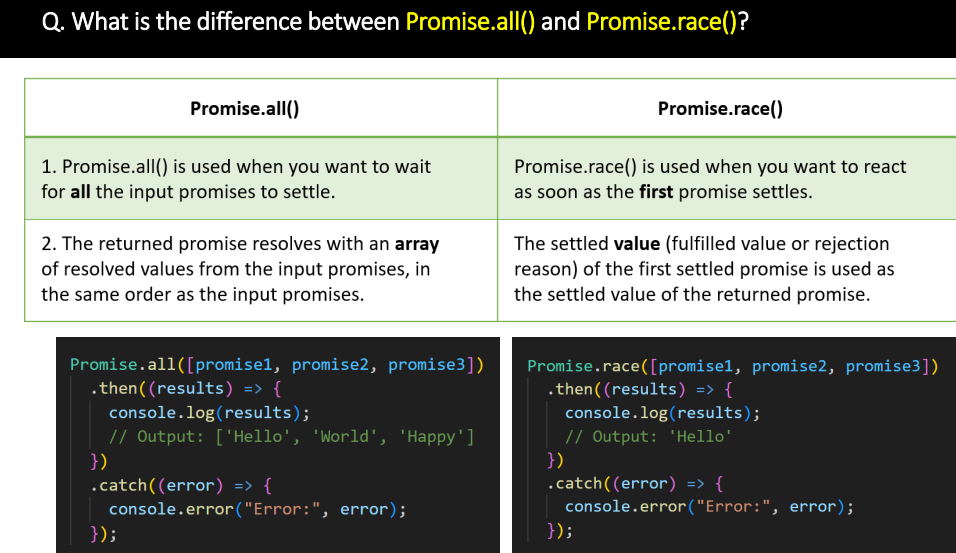 Q. What is the difference between Promise.all() and Promise.race()?
Promise.all()
Promise.race()
1. Promise.all() is used when you want to wait
for all the input promises to settle.
Promise.race() is used when you want to react
as soon as the first promise settles.
2. The returned promise resolves with an array
of resolved values from the input promises, in
the same order as the input promises.
The settled value (fulfilled value or rejection
reason) of the first settled promise is used as
the settled value of the returned promise.
Promise.all([promise1, promise2, promise3])
.then((results) => {
console.log(results);
// Output: ['Hello', 'World', 'Happy']
})
.catch((error) => {
console.error("Error:", error);
});
Promise.race([promise1, promise2, promise3])
.then((results) => {
console.log(results);
// Output: 'Hello'
})
.catch((error) => {
console.error("Error:", error);
});